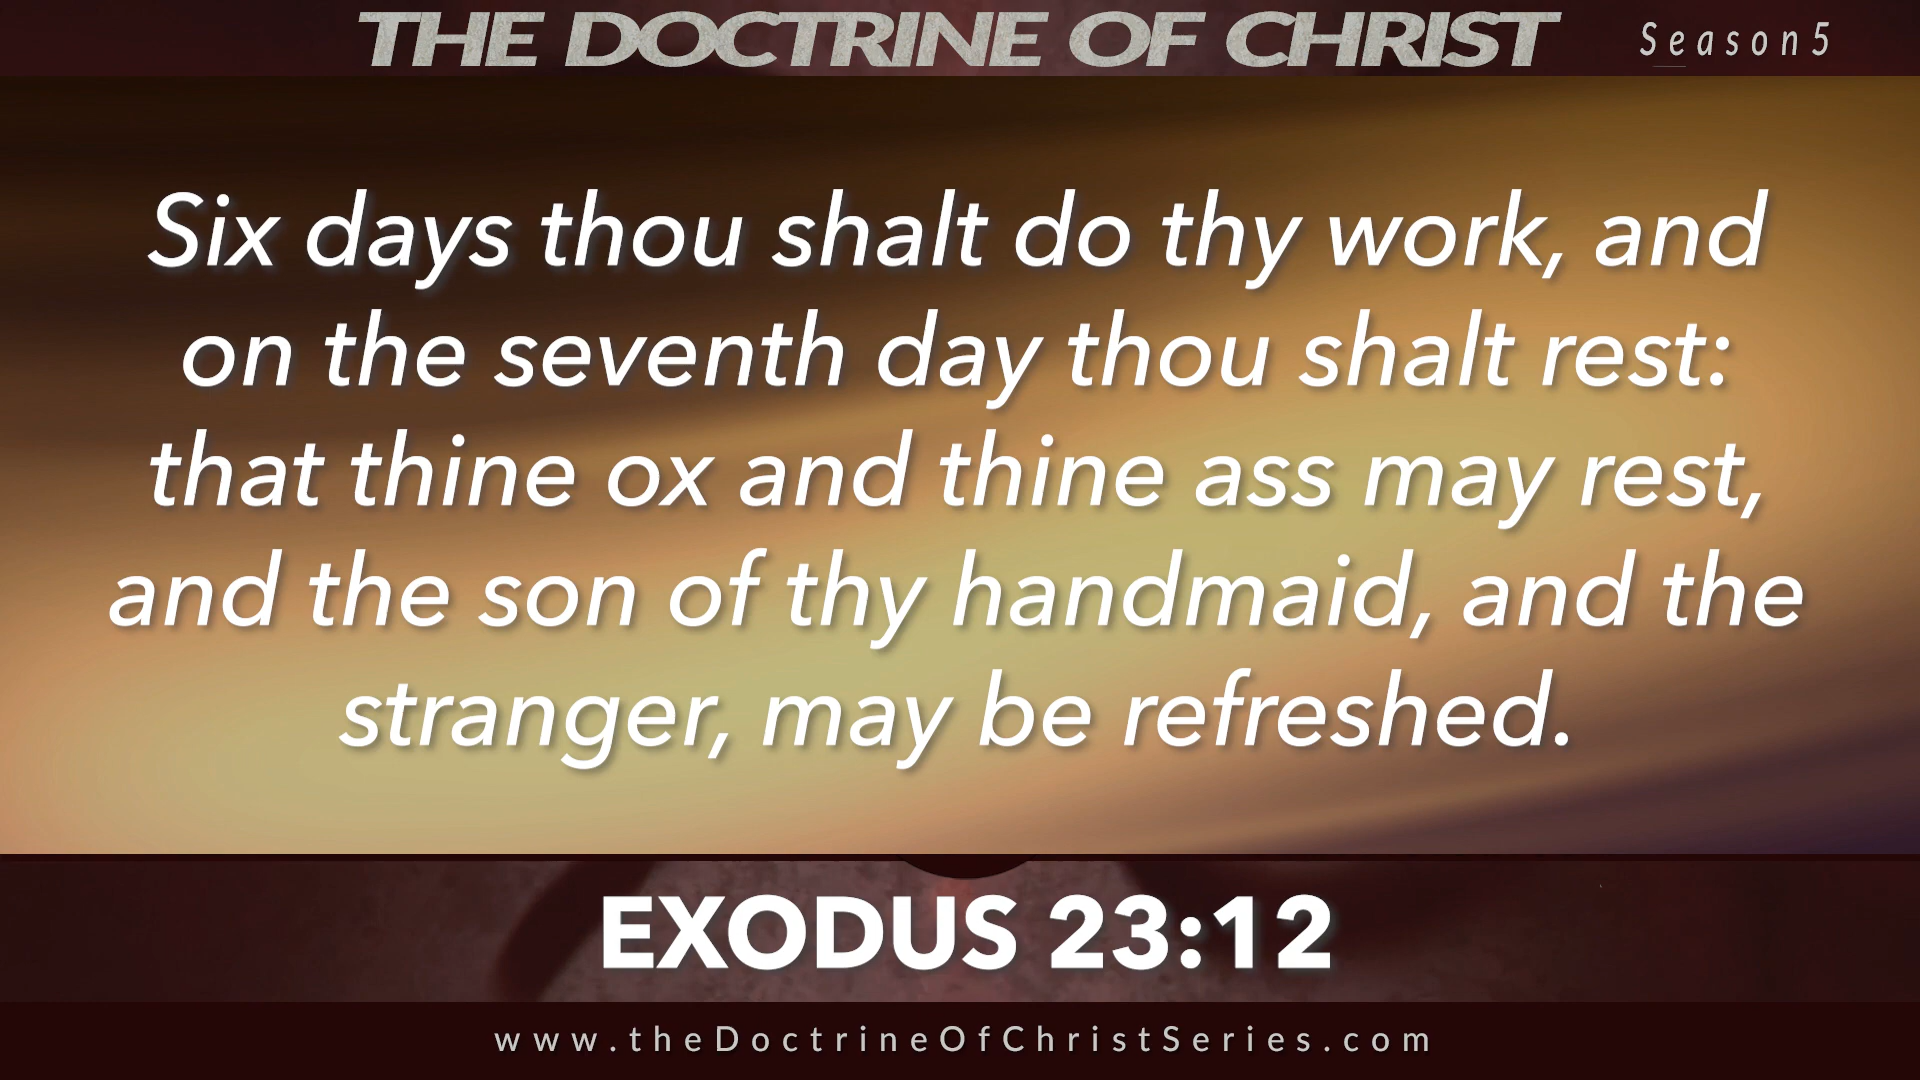 THE DOCTRINE OF CHRIST Season5
Six days thou shalt do thy work, and
on the seventh day thou shalt rest:
that thine ox and thine ass may rest,
and the son of thy handmaid, and the
stranger, may be refreshed.
EXODUS 23:12
www.theDoctrineOfChristSeries.com